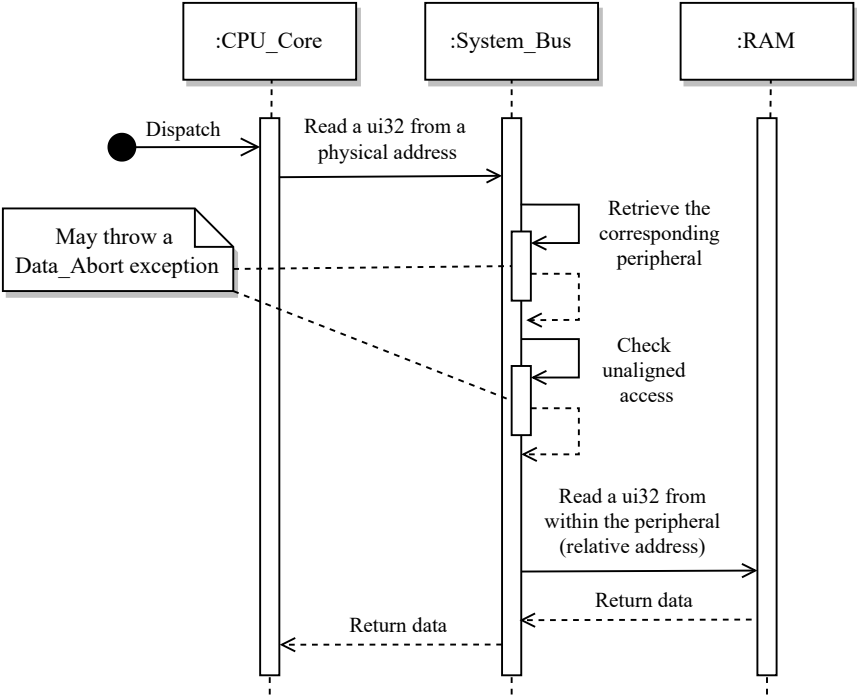 :CPU_Core
:System_Bus
:RAM
Dispatch
Read a ui32 from a
physical address
May throw a
Data_Abort exception
Retrieve the
corresponding
peripheral
Check
unaligned
access
Read a ui32 from
within the peripheral
(relative address)
Return data
Return data